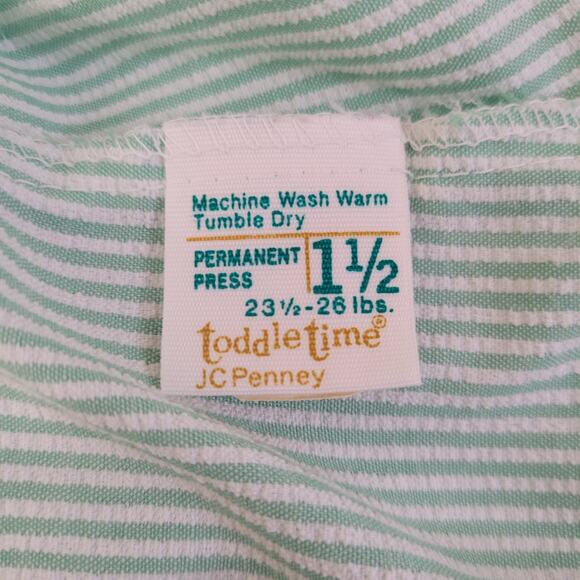 Machine Wash Warm
Tumble Dry
PERMANENT PRESS
1½
23½-26 lbs.
toddletime®
JCPenney